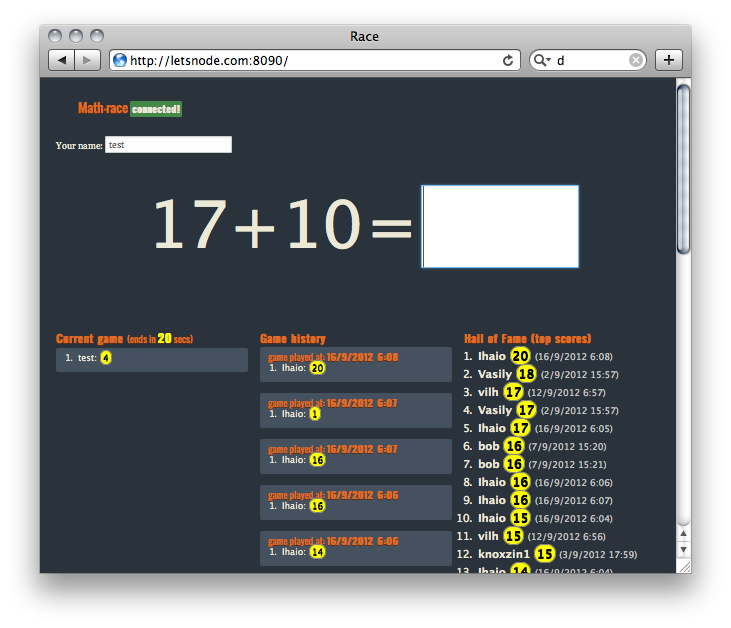 Race
http://letsnode.com:8090/
d
Math-race connected!
Your name: test
17+10=
Current game (ends in 20 secs)
1. test: 4
Game history
game played at: 16/9/2012 6:08
1. lhaio: 20
game played at: 16/9/2012 6:07
1. lhaio: 1
game played at: 16/9/2012 6:07
1. lhaio: 16
game played at: 16/9/2012 6:06
1. lhaio: 16
game played at: 16/9/2012 6:06
1. lhaio: 14
Hall of Fame (top scores)
1. lhaio 20 (16/9/2012 6:08)
2. Vasily 18 (2/9/2012 15:57)
3. vilh 17 (12/9/2012 6:57)
4. Vasily 17 (2/9/2012 15:57)
5. lhaio 17 (16/9/2012 6:05)
6. bob 16 (7/9/2012 15:20)
7. bob 16 (7/9/2012 15:21)
8. lhaio 16 (16/9/2012 6:06)
9. lhaio 16 (16/9/2012 6:07)
10. lhaio 15 (16/9/2012 6:04)
11. vilh 15 (12/9/2012 6:56)
12. knoxzin1 15 (3/9/2012 17:59)
13. lhaio 14 (16/9/2012 6:04)